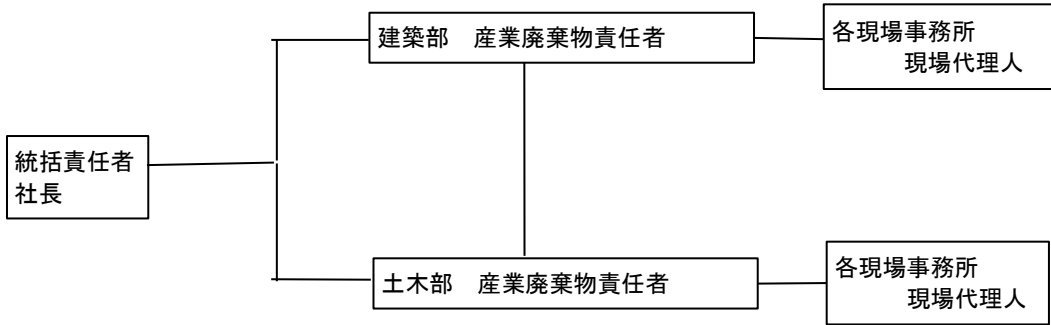 建築部　産業廃棄物責任者
各現場事務所
現場代理人
統括責任者
社長
土木部　産業廃棄物責任者
各現場事務所
現場代理人